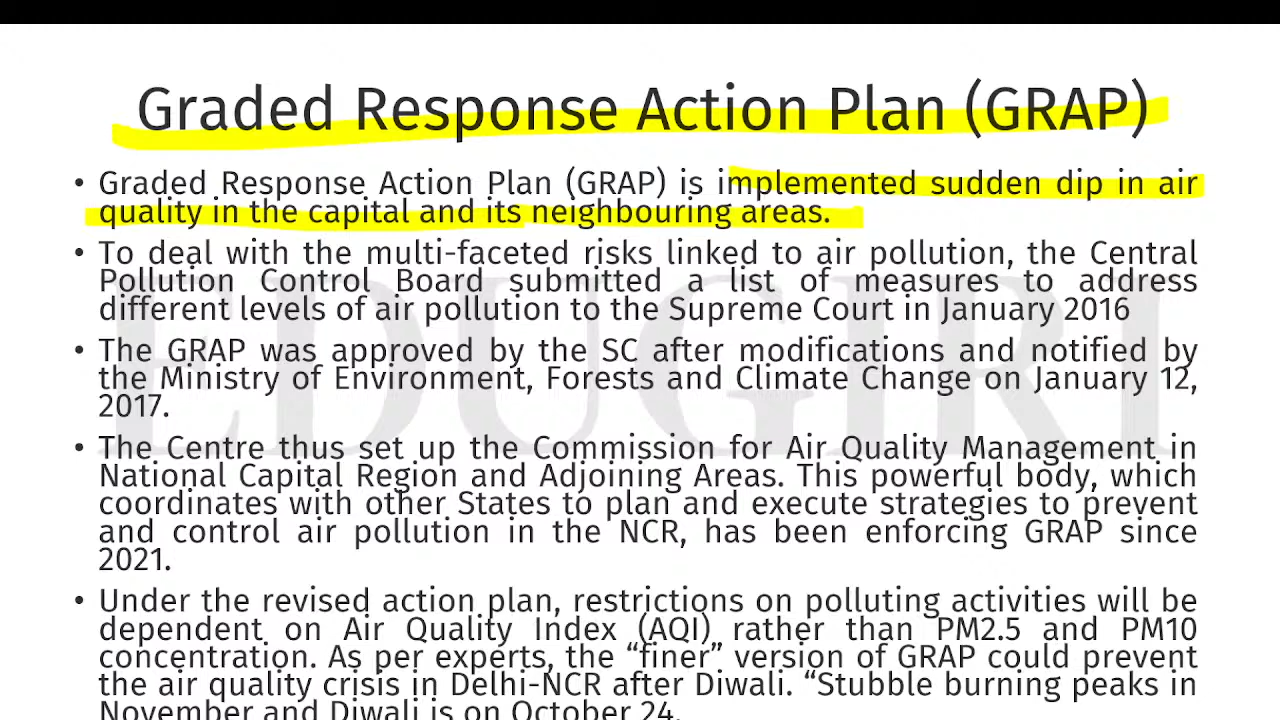 Graded Response Action Plan (GRAP)
• Graded Response Action Plan (GRAP) is implemented sudden dip in air
quality in the capital and its neighbouring areas.
• To deal with the multi-faceted risks linked to air pollution, the Central
Pollution Control Board submitted a list of measures to address
different levels of air pollution to the Supreme Court in January 2016
• The GRAP was approved by the SC after modifications and notified by
the Ministry of Environment, Forests and Climate Change on January 12,
2017.
• The Centre thus set up the Commission for Air Quality Management in
National Capital Region and Adjoining Areas. This powerful body, which
coordinates with other States to plan and execute strategies to prevent
and control air pollution in the NCR, has been enforcing GRAP since
2021.
• Under the revised action plan, restrictions on polluting activities will be
dependent on Air Quality Index (AQI) rather than PM2.5 and PM10
concentration. As per experts, the “finer” version of GRAP could prevent
the air quality crisis in Delhi-NCR after Diwali. “Stubble burning peaks in
November and Diwali is on October 24.
EDUGIRI